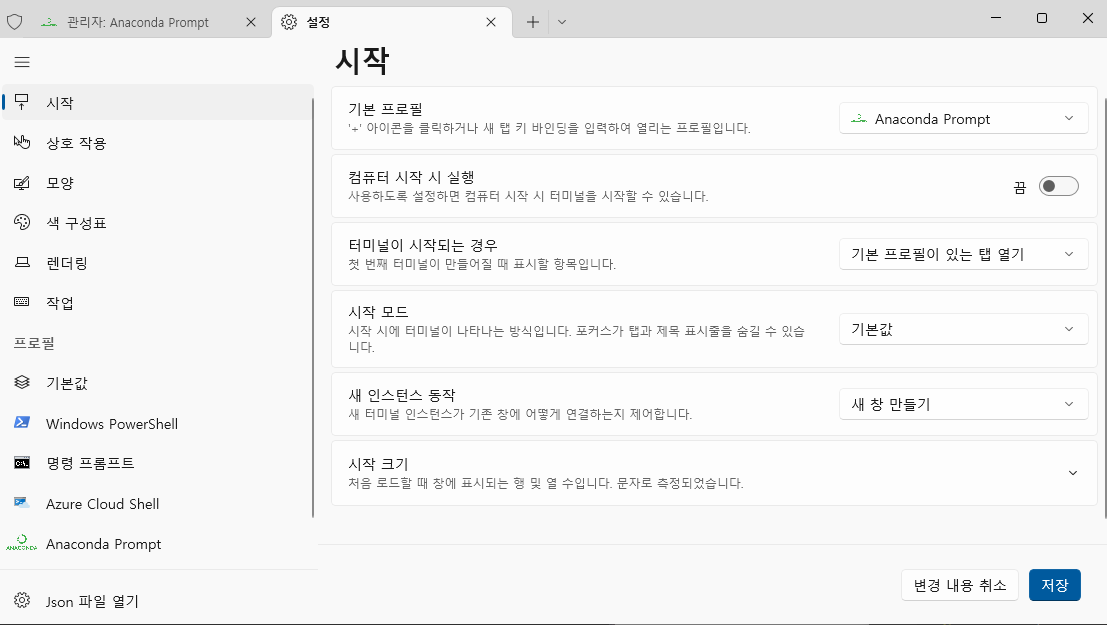 관리자: Anaconda Prompt
설정
시작
시작
상호 작용
모양
색 구성표
렌더링
작업
프로필
기본값
Windows PowerShell
명령 프롬프트
Azure Cloud Shell
ANACONDA
Anaconda Prompt
Json 파일 열기
기본 프로필
'+' 아이콘을 클릭하거나 새 탭 키 바인딩을 입력하여 열리는 프로필입니다.
Anaconda Prompt
컴퓨터 시작 시 실행
사용하도록 설정하면 컴퓨터 시작 시 터미널을 시작할 수 있습니다.
끔
터미널이 시작되는 경우
첫 번째 터미널이 만들어질 때 표시할 항목입니다.
기본 프로필이 있는 탭 열기
시작 모드
시작 시에 터미널이 나타나는 방식입니다. 포커스가 탭과 제목 표시줄을 숨길 수 있습
니다.
기본값
새 인스턴스 동작
새 터미널 인스턴스가 기존 창에 어떻게 연결하는지 제어합니다.
새 창 만들기
시작 크기
처음 로드할 때 창에 표시되는 행 및 열 수입니다. 문자로 측정되었습니다.
변경 내용 취소
저장